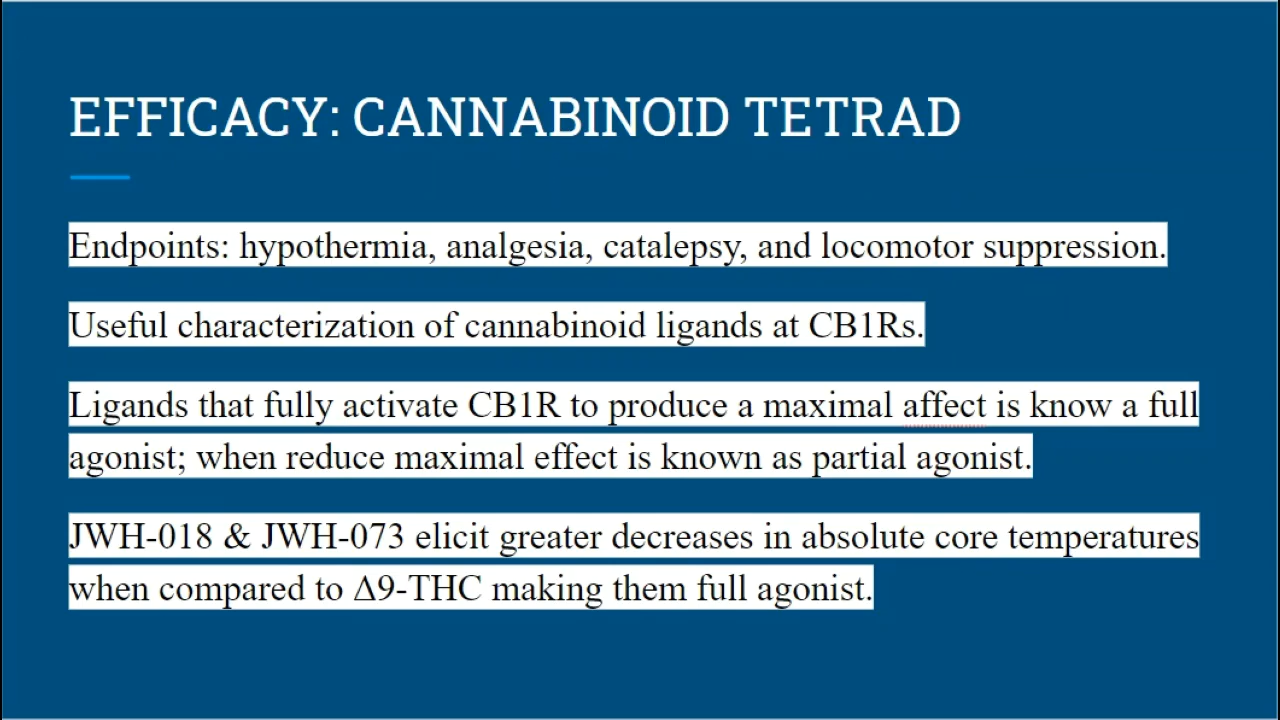 EFFICACY: CANNABINOID TETRAD
Endpoints: hypothermia, analgesia, catalepsy, and locomotor suppression.
Useful characterization of cannabinoid ligands at CB1Rs.
Ligands that fully activate CB1R to produce a maximal affect is know a full
agonist; when reduce maximal effect is known as partial agonist.
JWH-018 & JWH-073 elicit greater decreases in absolute core temperatures
when compared to Δ9-THC making them full agonist.